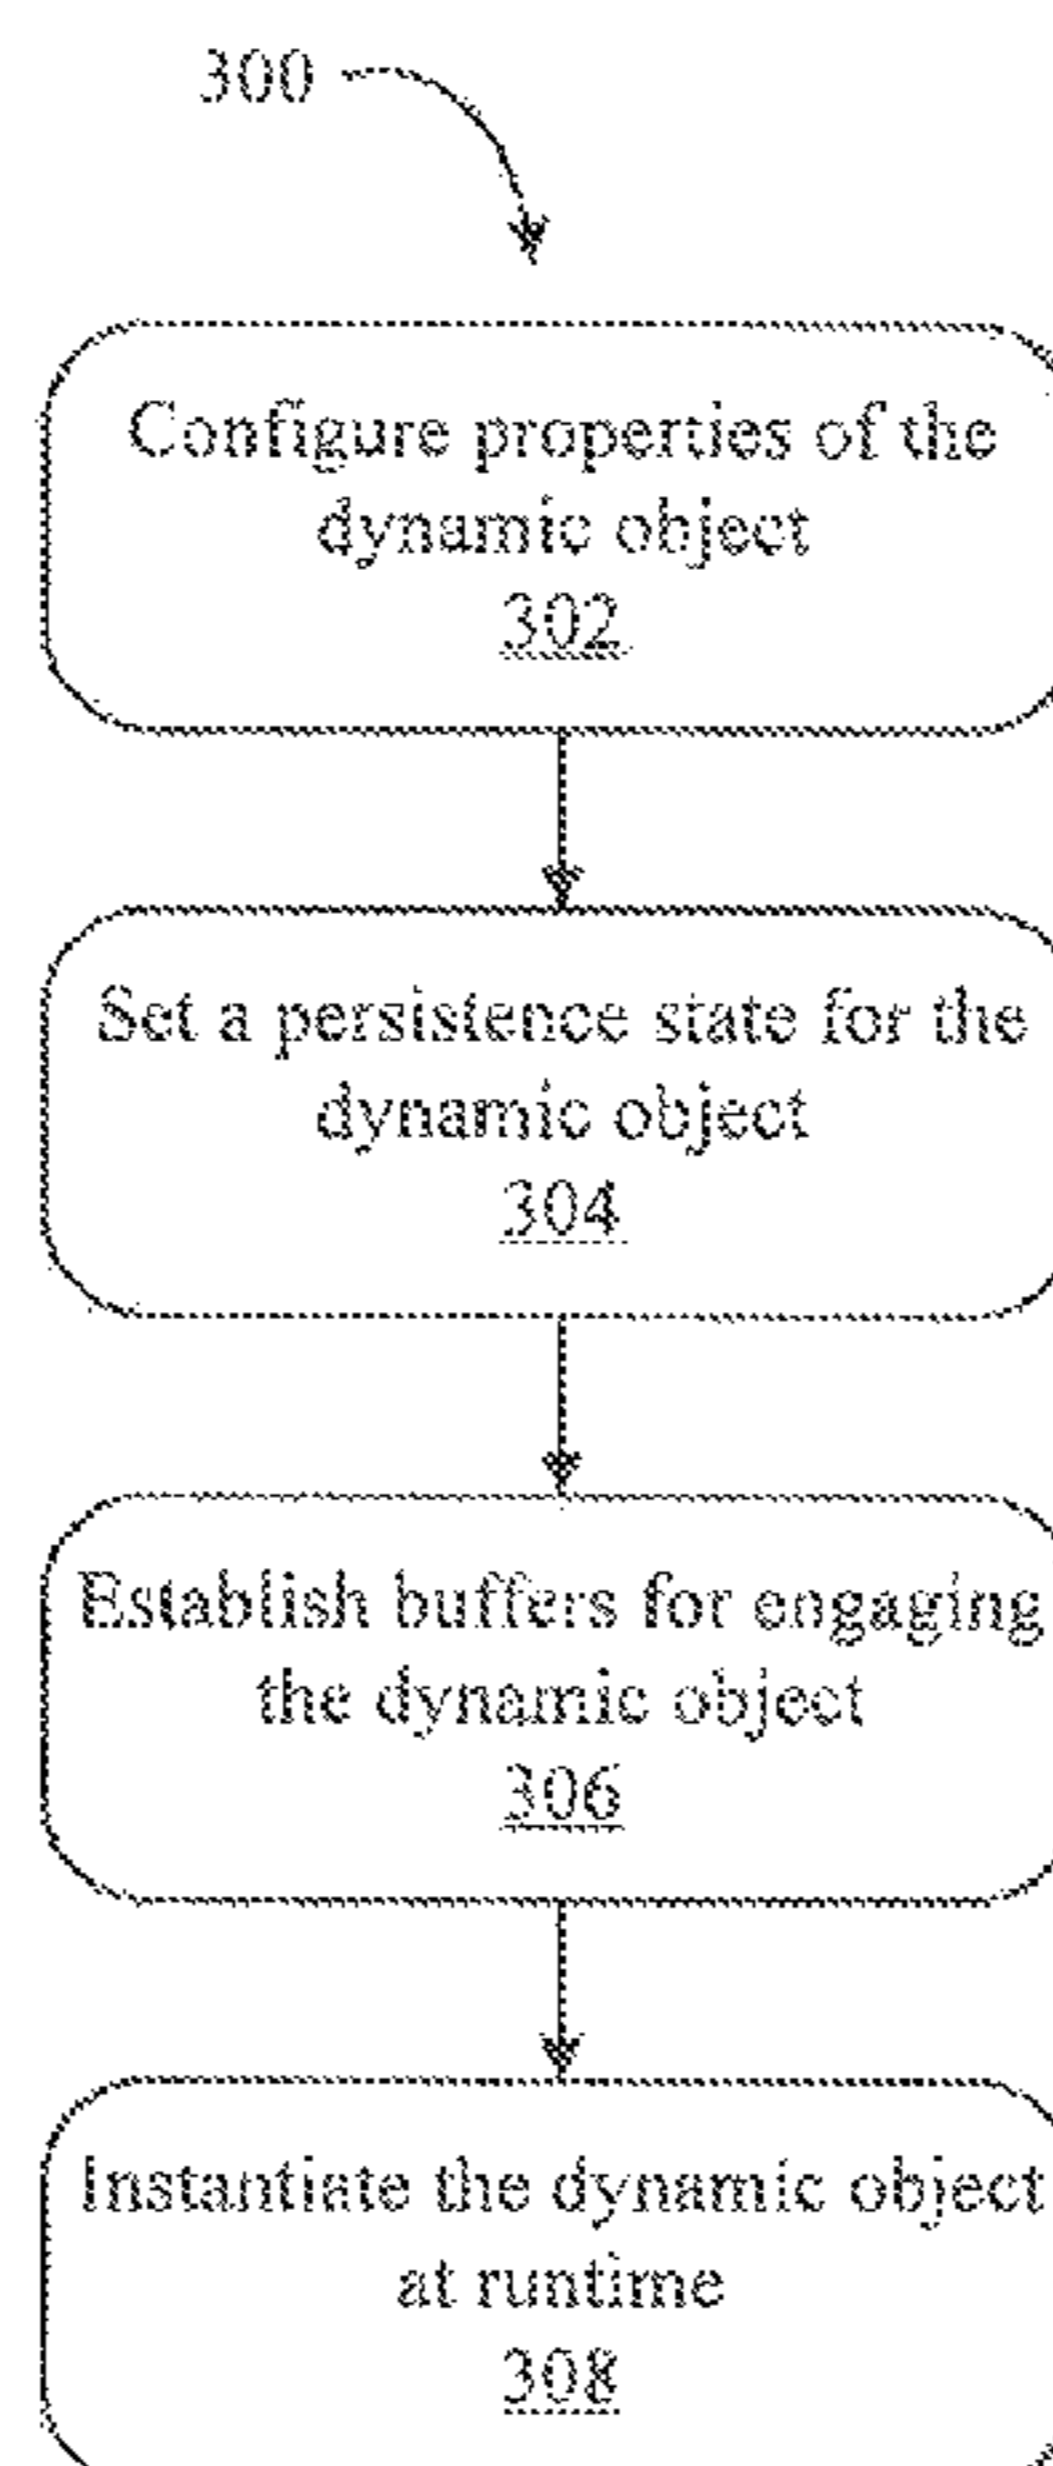 300
Configure properties of the
dynamic object
302
Set a persistence state for the
dynamic object
304
Establish buffers for engaging
the dynamic object
306
Instantiate the dynamic object
at runtime
308